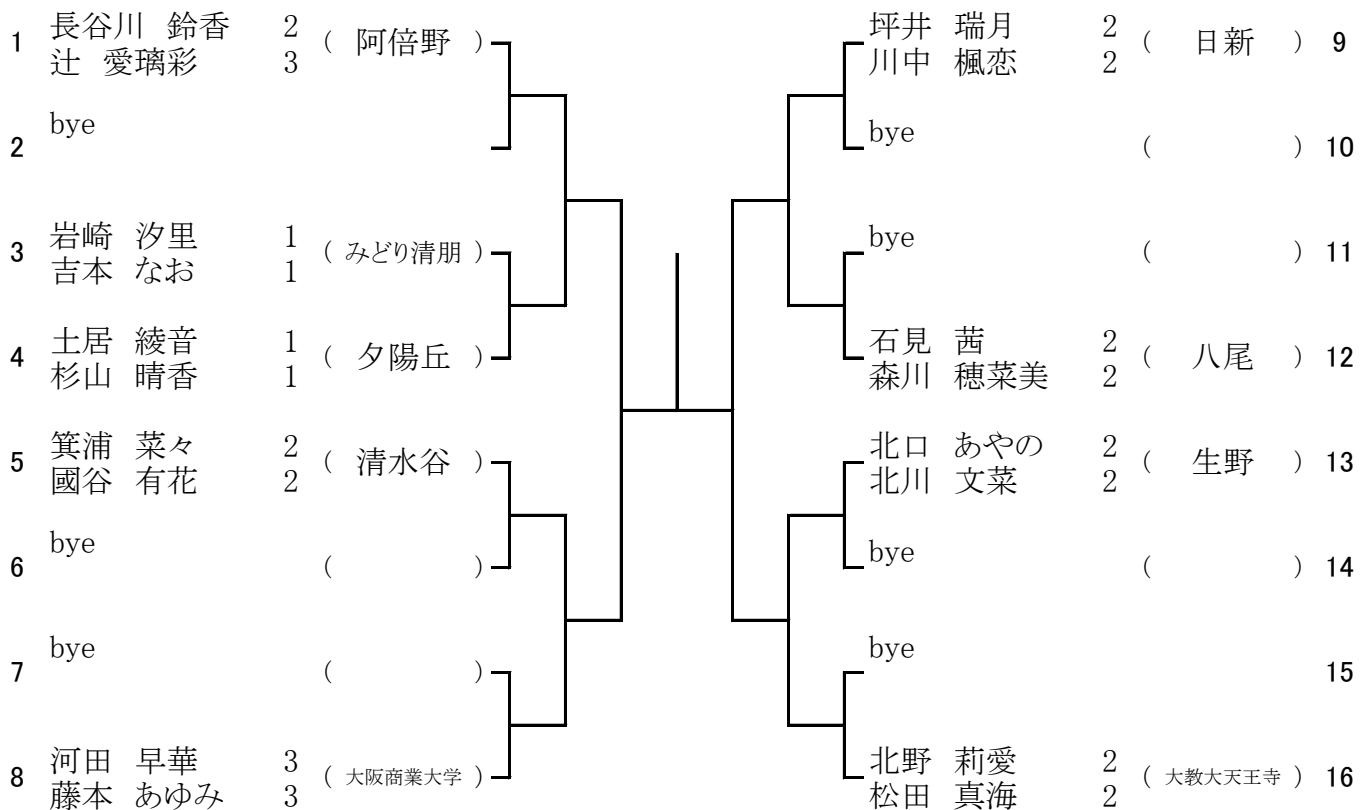 1 長谷川 鈴香 2 ( 阿倍野 )
辻 愛璃彩 3
2 bye
3 岩崎 汐里 1 ( みどり清朋 )
吉本 なお 1
4 土居 綾音 1 ( 夕陽丘 )
杉山 晴香 1
5 箕浦 菜々 2 ( 清水谷 )
國谷 有花 2
6 bye ( )
7 bye ( )
8 河田 早華 3 ( 大阪商業大学 )
藤本 あゆみ 3
坪井 瑞月 2 ( 日新 ) 9
川中 楓恋 2
bye ( ) 10
bye ( ) 11
石見 茜 2 ( 八尾 ) 12
森川 穂菜美 2
北口 あやの 2 ( 生野 ) 13
北川 文菜 2
bye ( ) 14
bye 15
北野 莉愛 2 ( 大教大天王寺 ) 16
松田 真海 2